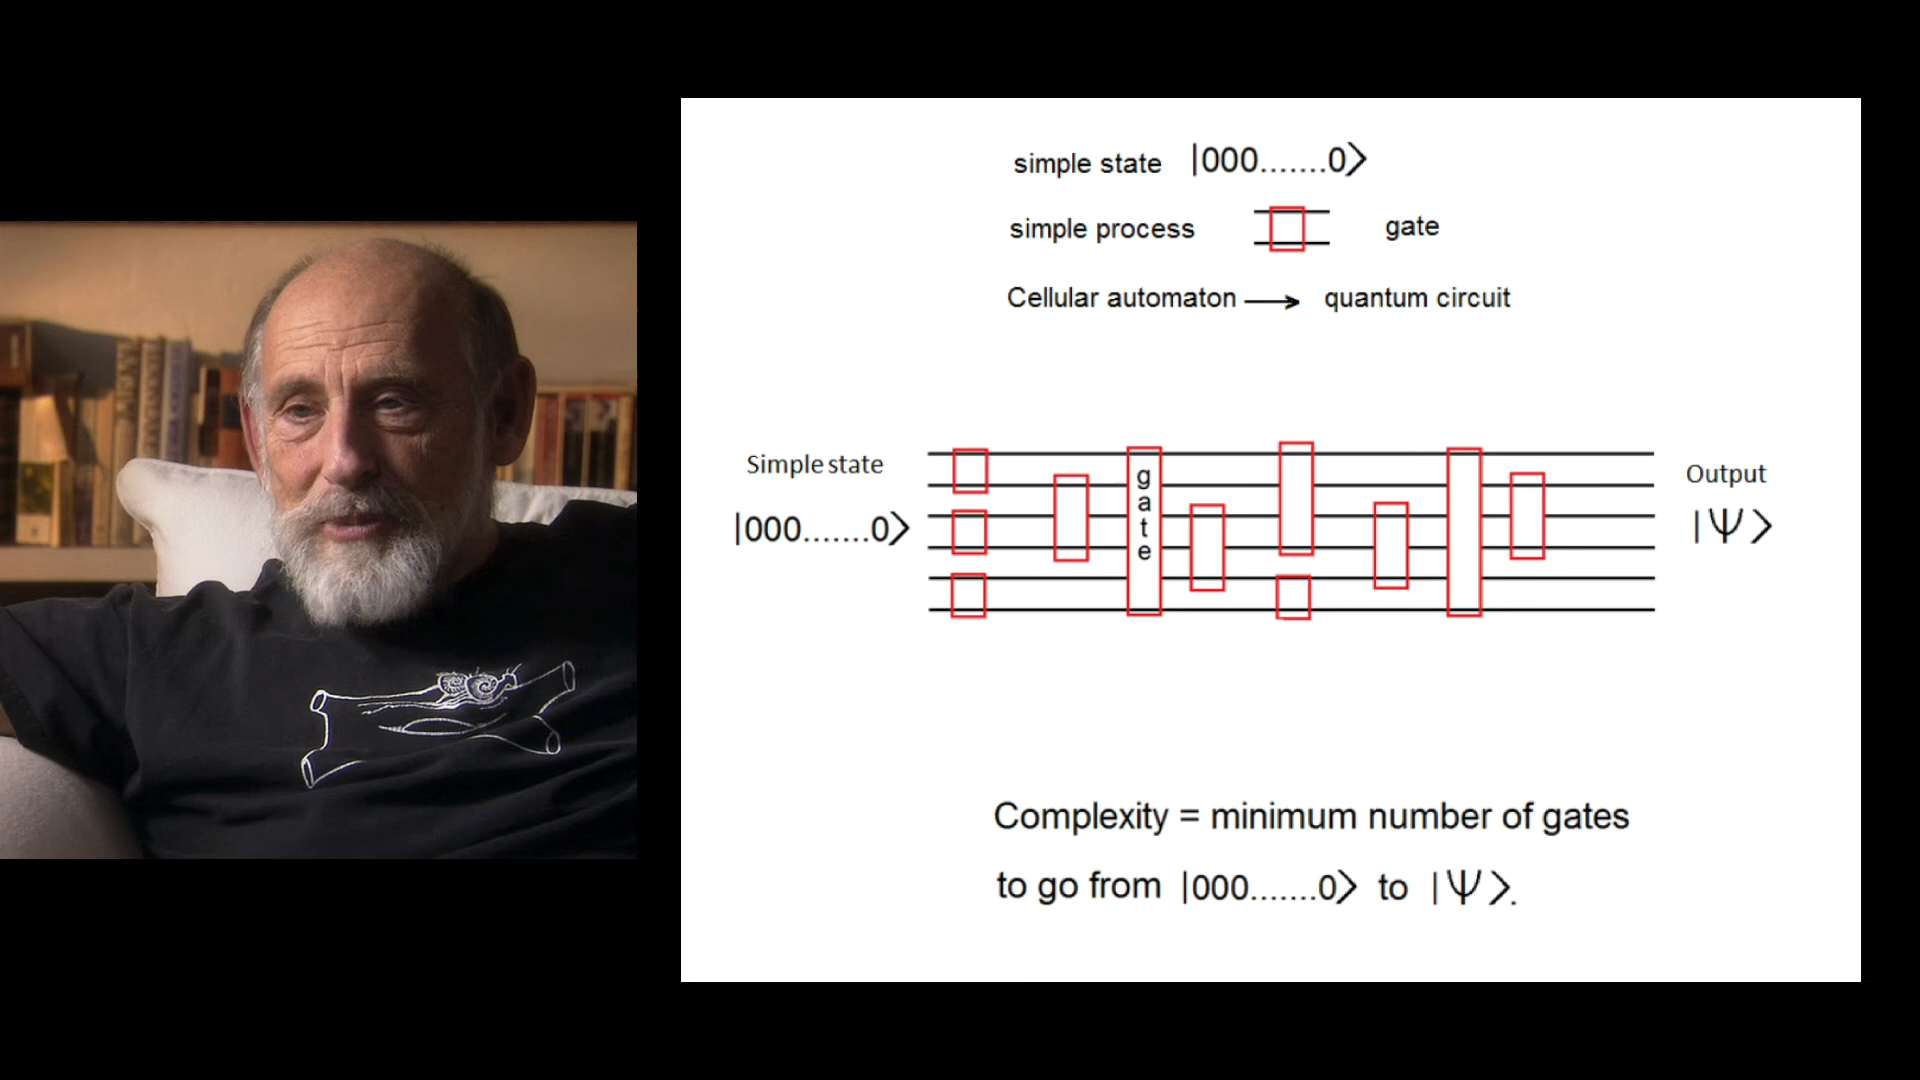 simple state |000.......0⟩
simple process gate
Cellular automaton → quantum circuit
Simple state
|000.......0⟩
gate
Output
|Ψ⟩
Complexity = minimum number of gates
to go from |000.......0⟩ to |Ψ⟩.